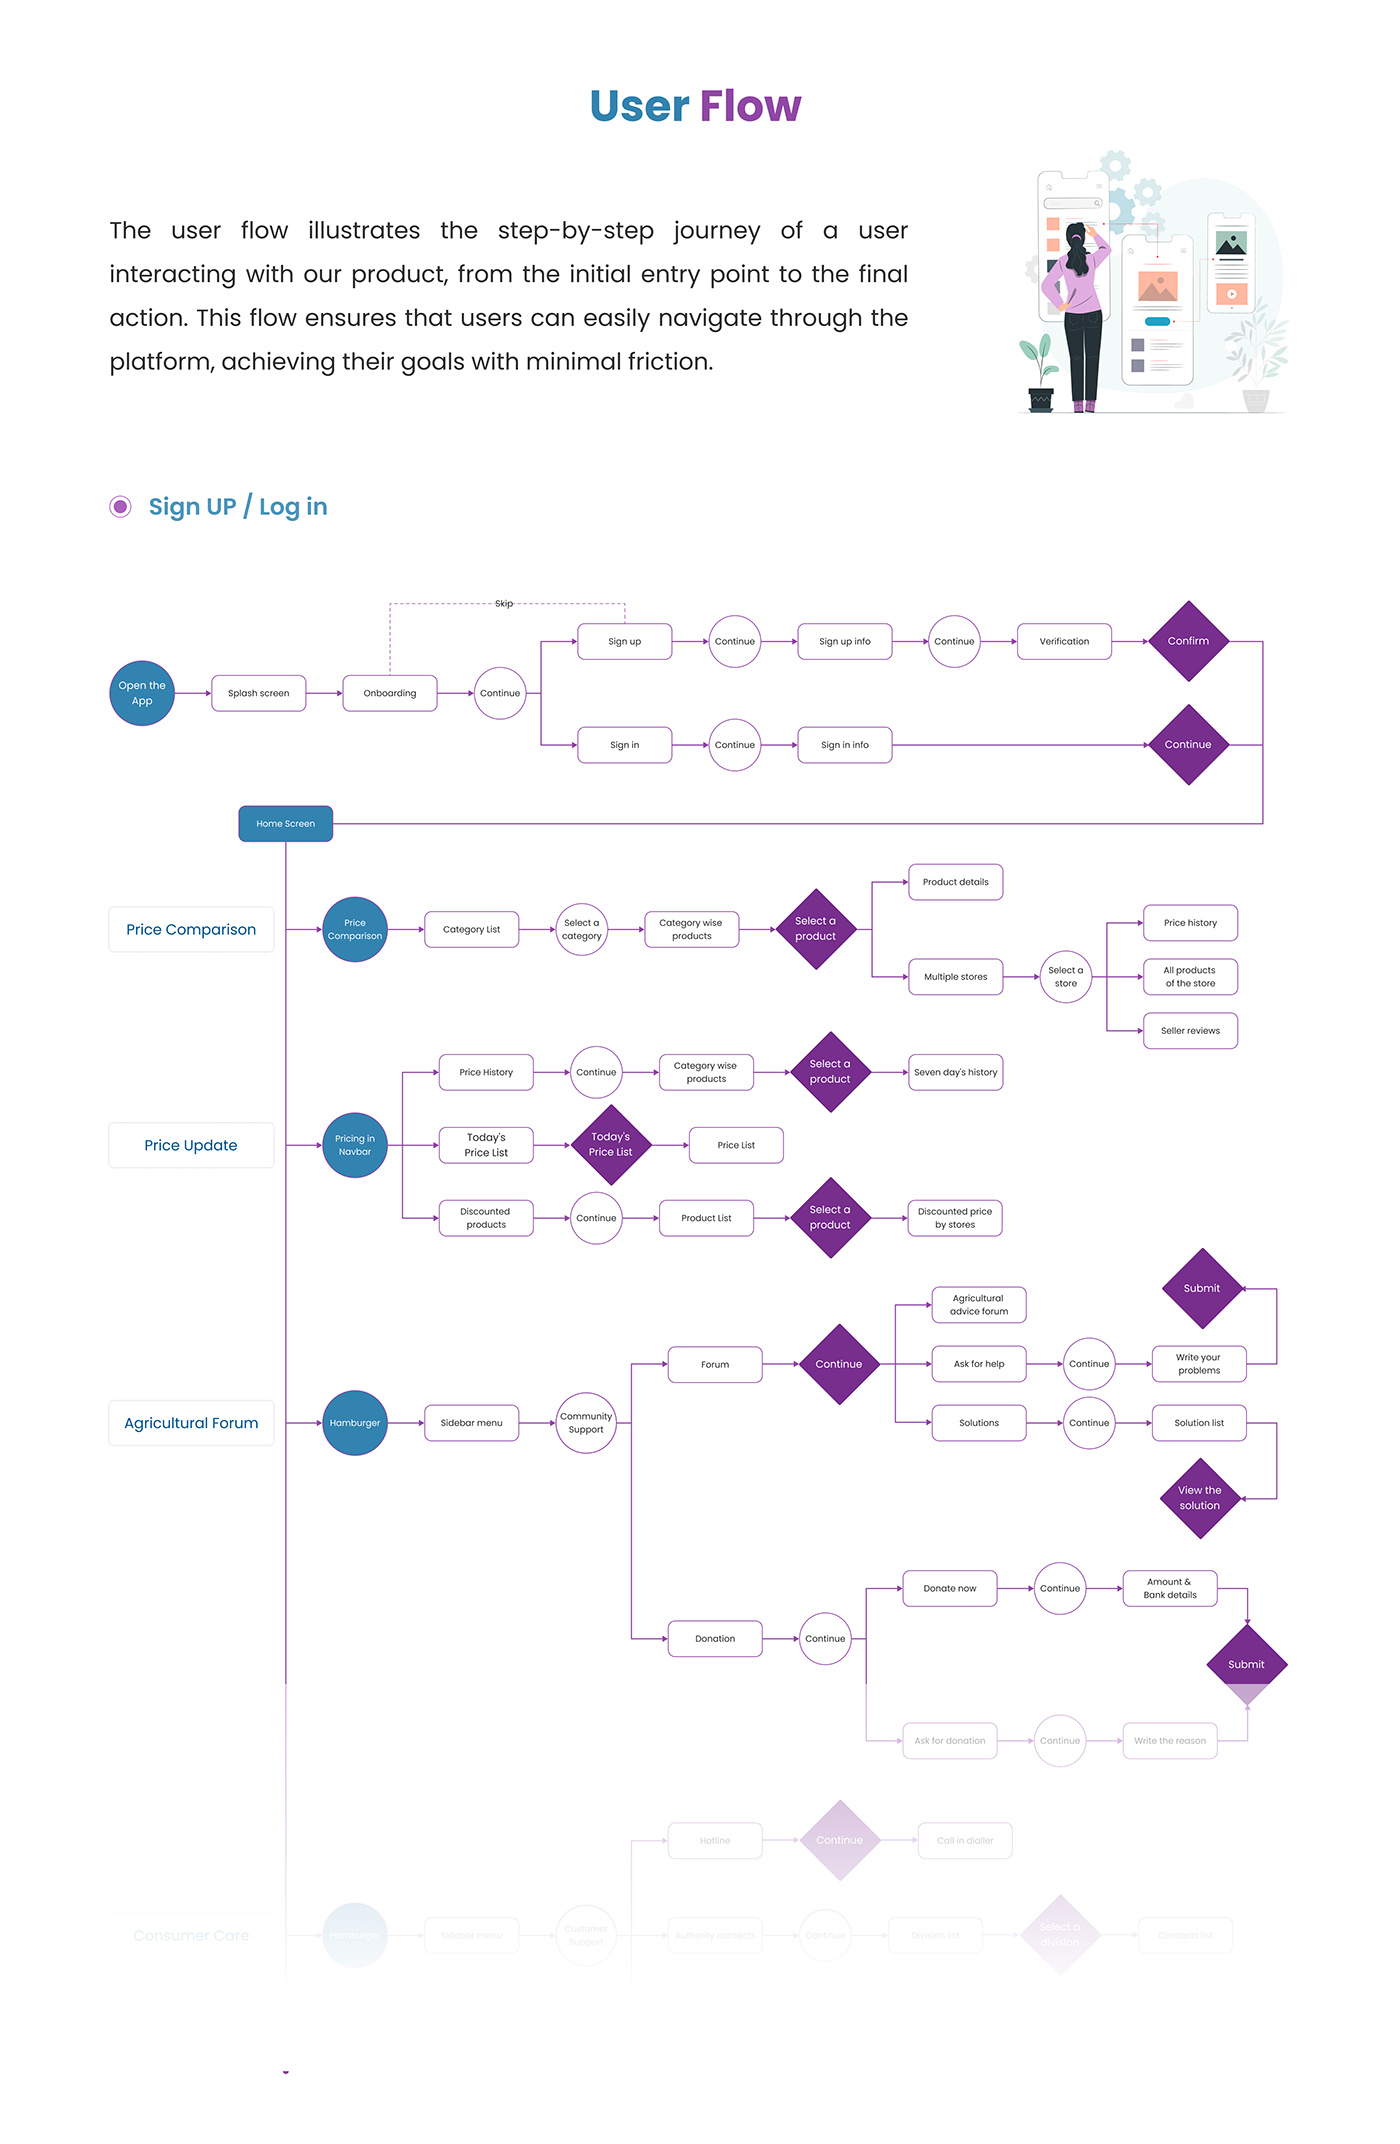 User Flow
The user flow illustrates the step-by-step journey of a user
interacting with our product, from the initial entry point to the final
action. This flow ensures that users can easily navigate through the
platform, achieving their goals with minimal friction.
Sign UP / Log in
Skip
Sign up
Continue
Sign up info
Continue
Verification
Confirm
Open the
App
Splash screen
Onboarding
Continue
Sign in
Continue
Sign in info
Continue
Home Screen
Product details
Price Comparison
Price
Comparison
Category List
Select a
category
Category wise
products
Select a
product
Price history
Multiple stores
Select a
store
All products
of the store
Seller reviews
Price History
Continue
Category wise
products
Select a
product
Seven day's history
Price Update
Pricing in
Navbar
Today's
Price List
Today's
Price List
Price List
Discounted
products
Continue
Product List
Select a
product
Discounted price
by stores
Submit
Agricultural
advice forum
Forum
Continue
Ask for help
Continue
Write your
problems
Agricultural Forum
Hamburger
Sidebar menu
Community
Support
Solutions
Continue
Solution list
View the
solution
Donate now
Continue
Amount &
Bank details
Donation
Continue
Submit
Ask for donation
Continue
Write the reason
Hotline
Continue
Call in dialler
Consumer Care
Hamburger
Sidebar menu
Customer
Support
Authority contacts
Continue
Division list
Select a
division
Contacts list